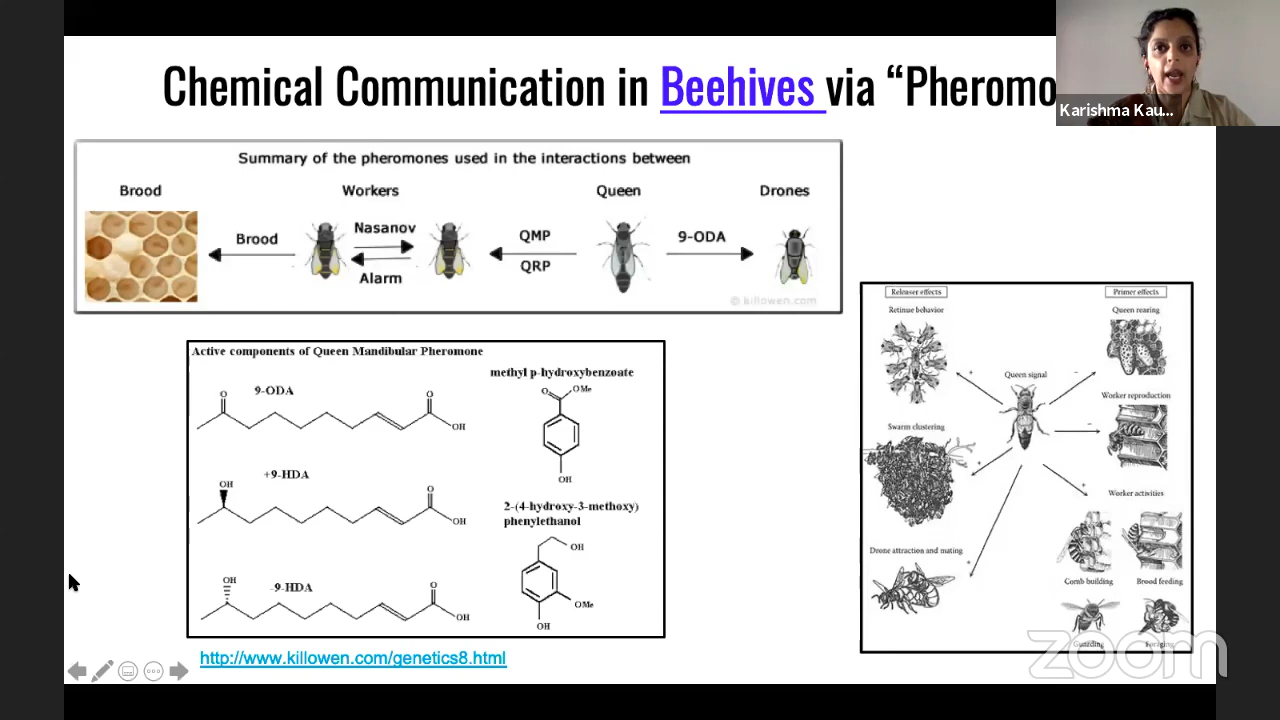 Chemical Communication in Beehives via “Pheromo
Karishma Kau...
Summary of the pheromones used in the interactions between
Brood
Workers
Queen
Drones
Brood
Nasanov
Alarm
QMP
QRP
9-ODA
© killowen.com
Active components of Queen Mandibular Pheromone
9-ODA
O
O
OH
+9-HDA
OH
O
OH
-9-HDA
OH
O
OH
methyl p-hydroxybenzoate
O
OMe
OH
2-(4-hydroxy-3-methoxy)
phenylethanol
OH
OMe
OH
Releaser effects
Primer effects
Retinue behavior
Queen rearing
Queen signal
+
−
Worker reproduction
−
Swarm clustering
+
+
Worker activities
Drone attraction and mating
+
Comb building
Brood feeding
Guarding
Foraging
http://www.killowen.com/genetics8.html
zoom